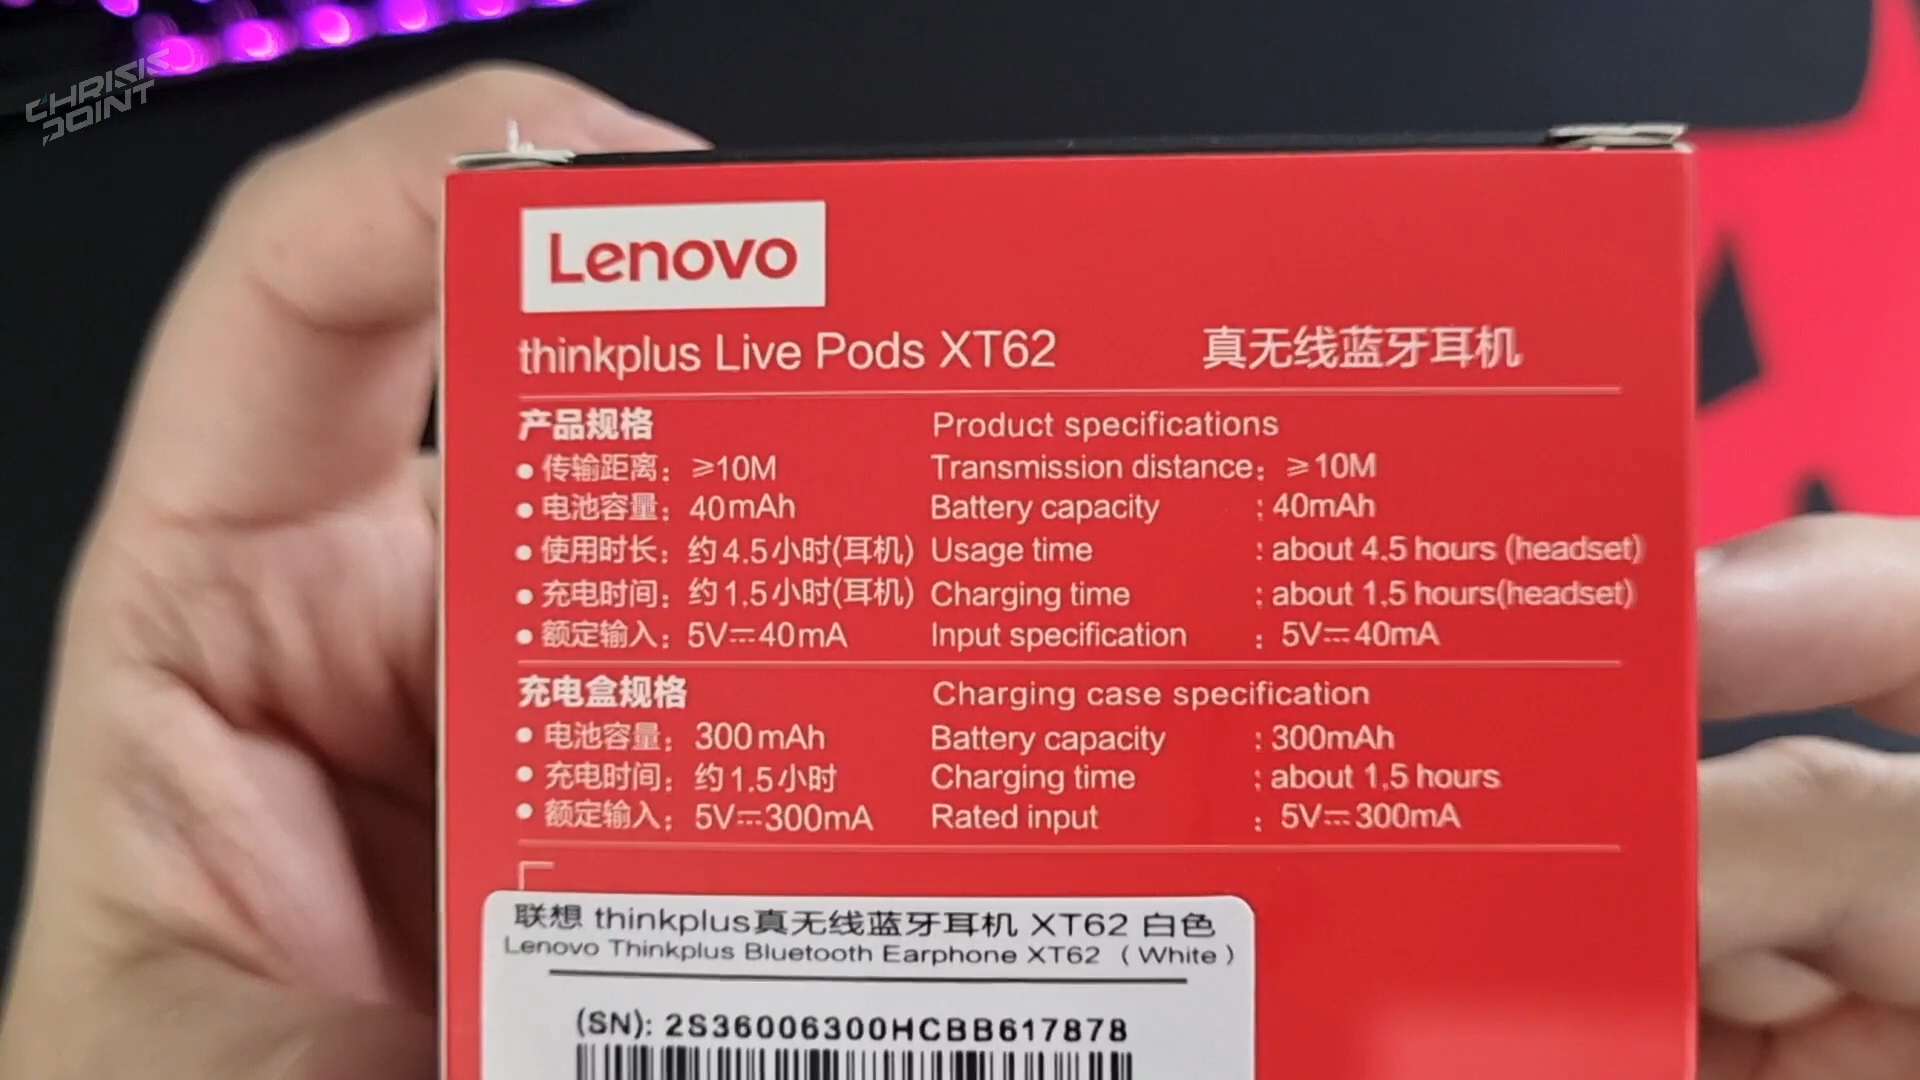 CHRISIS
POINT
Lenovo
thinkplus Live Pods XT62 真无线蓝牙耳机
产品规格 Product specifications
● 传输距离：≥10M Transmission distance：≥10M
● 电池容量：40mAh Battery capacity : 40mAh
● 使用时长：约4.5小时(耳机) Usage time : about 4.5 hours (headset)
● 充电时间：约1.5小时(耳机) Charging time : about 1.5 hours(headset)
● 额定输入：5V⎓40mA Input specification : 5V⎓40mA
充电盒规格 Charging case specification
● 电池容量：300mAh Battery capacity : 300mAh
● 充电时间：约1.5小时 Charging time : about 1.5 hours
● 额定输入：5V⎓300mA Rated input : 5V⎓300mA
联想 thinkplus真无线蓝牙耳机 XT62 白色
Lenovo Thinkplus Bluetooth Earphone XT62 （White）
(SN): 2S36006300HCBB617878